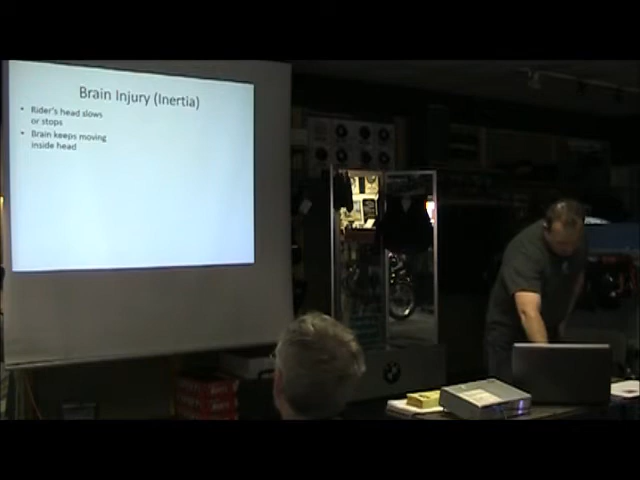 Brain Injury (Inertia)
• Rider's head slows
or stops
• Brain keeps moving
inside head